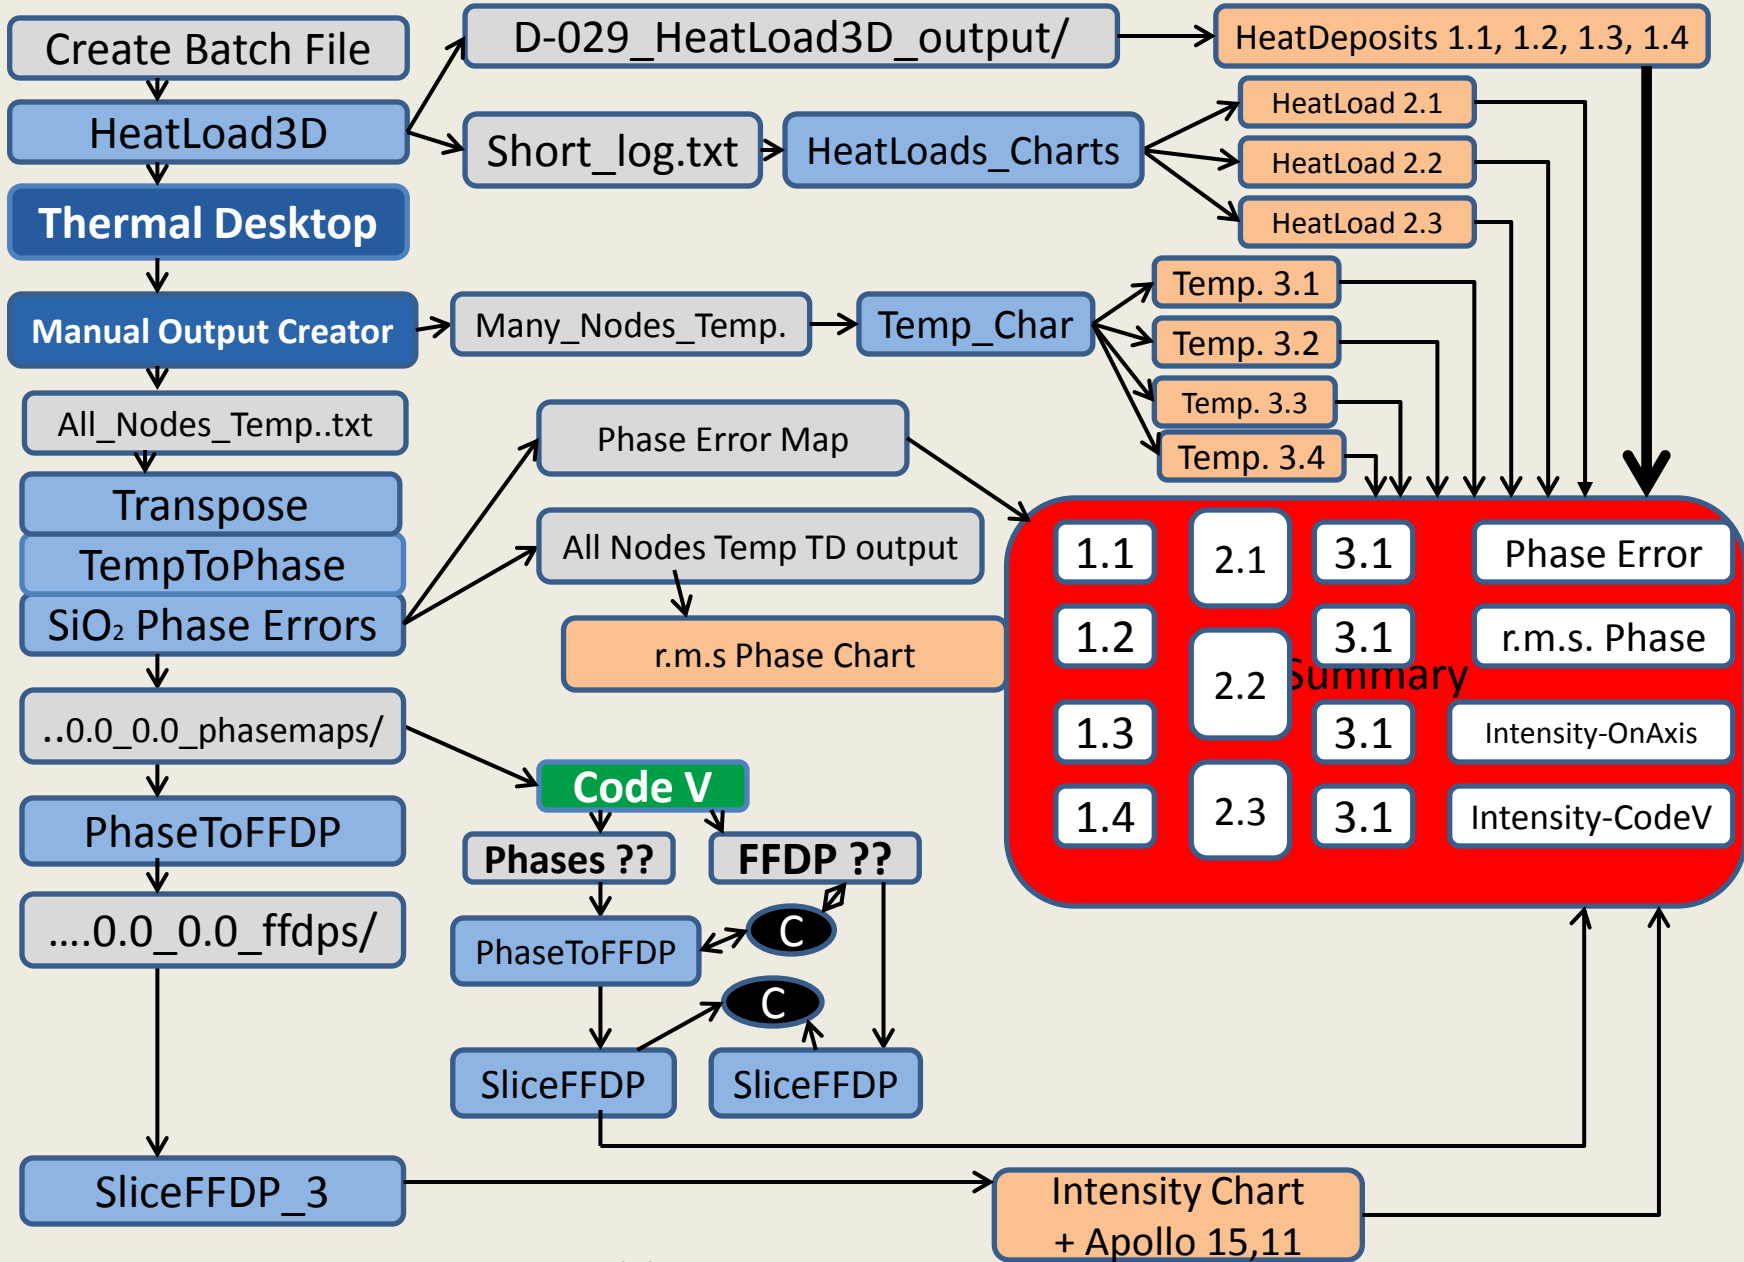 Create Batch File
D-029_HeatLoad3D_output/
HeatDeposits 1.1, 1.2, 1.3, 1.4
HeatLoad3D
Short_log.txt
HeatLoads_Charts
HeatLoad 2.1
HeatLoad 2.2
HeatLoad 2.3
Thermal Desktop
Manual Output Creator
Many_Nodes_Temp.
Temp_Char
Temp. 3.1
Temp. 3.2
Temp. 3.3
Temp. 3.4
All_Nodes_Temp..txt
Phase Error Map
Transpose
TempToPhase
SiO₂ Phase Errors
All Nodes Temp TD output
r.m.s Phase Chart
1.1
2.1
3.1
Phase Error
1.2
2.2
3.1
r.m.s. Phase
Summary
1.3
3.1
Intensity-OnAxis
1.4
2.3
3.1
Intensity-CodeV
..0.0_0.0_phasemaps/
Code V
PhaseToFFDP
Phases ??
FFDP ??
....0.0_0.0_ffdps/
C
PhaseToFFDP
C
SliceFFDP
SliceFFDP
SliceFFDP_3
Intensity Chart
+ Apollo 15,11